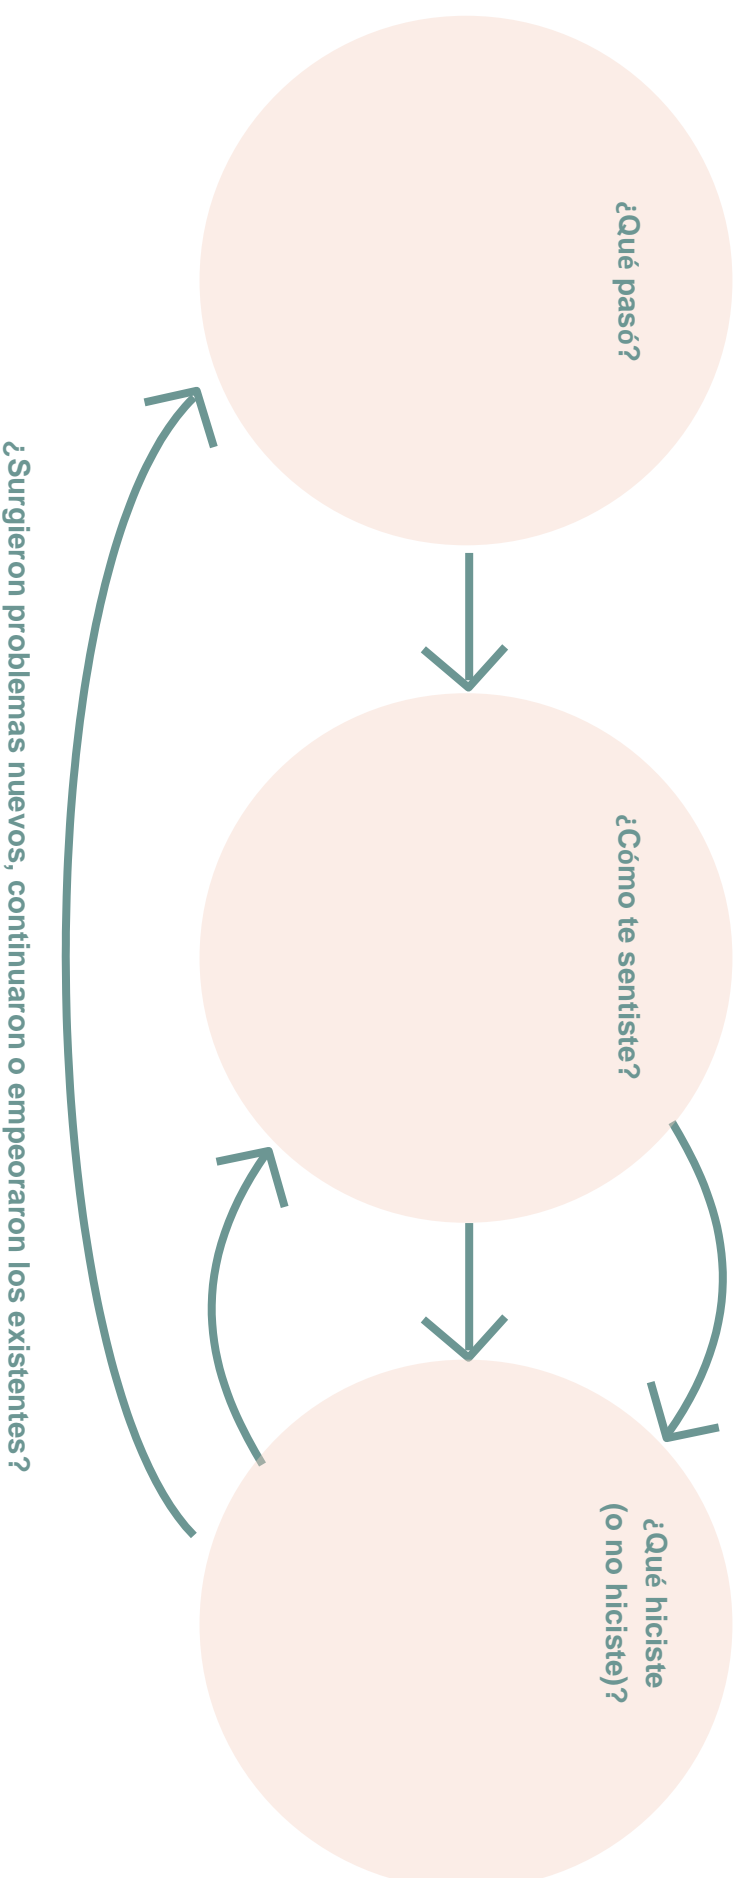 ¿Qué pasó?
¿Cómo te sentiste?
¿Qué hiciste
(o no hiciste)?
¿Surgieron problemas nuevos, continuaron o empeoraron los existentes?